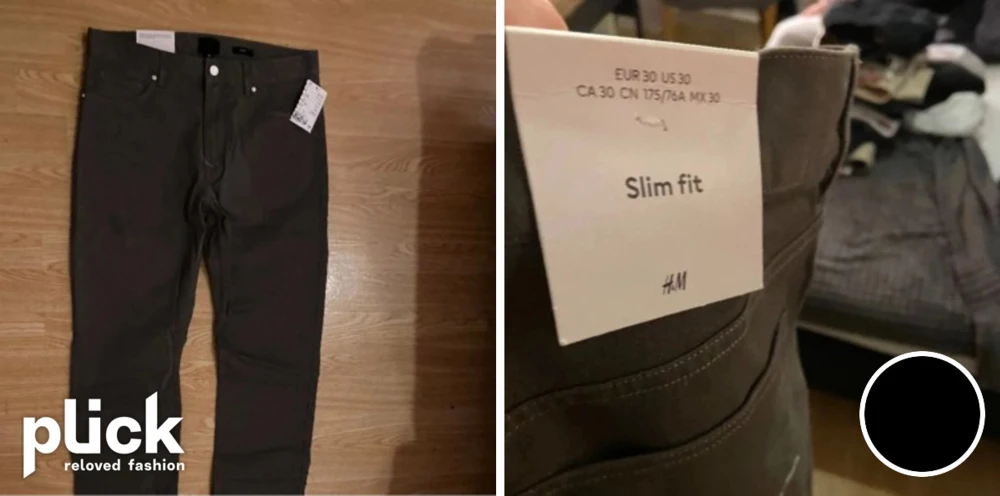 plick
reloved fashion
EUR 30 US 30
CA 30 CN 175/76A MX 30
Slim fit
H&M